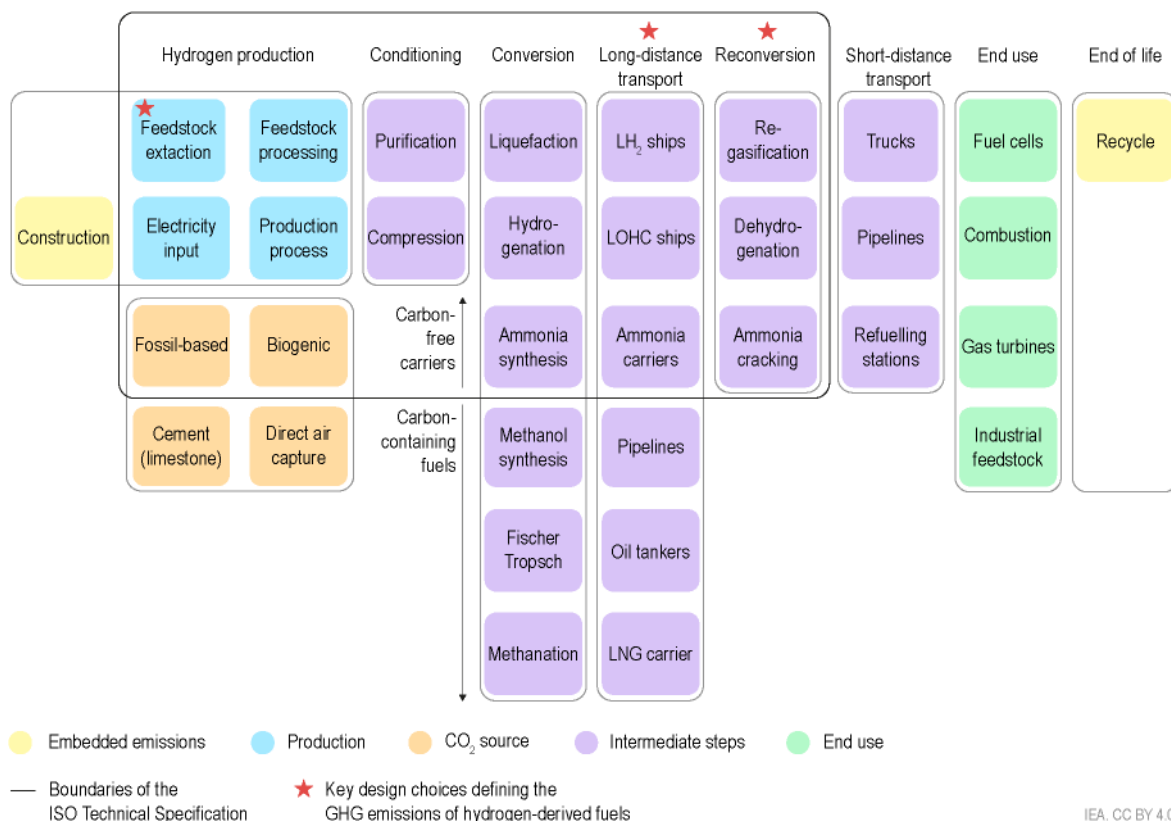 Hydrogen production
Conditioning
Conversion
Long-distance
transport
Reconversion
Short-distance
transport
End use
End of life
Feedstock
extaction
Feedstock
processing
Purification
Liquefaction
LH₂ ships
Re-
gasification
Trucks
Fuel cells
Recycle
Construction
Electricity
input
Production
process
Compression
Hydro-
genation
LOHC ships
Dehydro-
genation
Pipelines
Combustion
Fossil-based
Biogenic
Carbon-
free
carriers
Ammonia
synthesis
Ammonia
carriers
Ammonia
cracking
Refuelling
stations
Gas turbines
Cement
(limestone)
Direct air
capture
Carbon-
containing
fuels
Methanol
synthesis
Pipelines
Industrial
feedstock
Fischer
Tropsch
Oil tankers
Methanation
LNG carrier
Embedded emissions
Production
CO₂ source
Intermediate steps
End use
Boundaries of the
ISO Technical Specification
Key design choices defining the
GHG emissions of hydrogen-derived fuels
IEA. CC BY 4.0